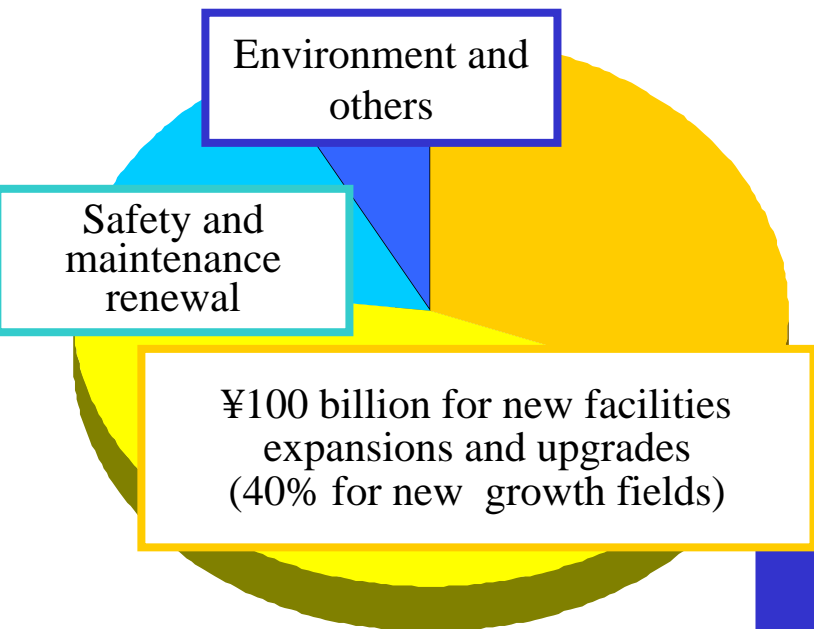 Environment and
others
Safety and
maintenance
renewal
¥100 billion for new facilities
expansions and upgrades
(40% for new growth fields)